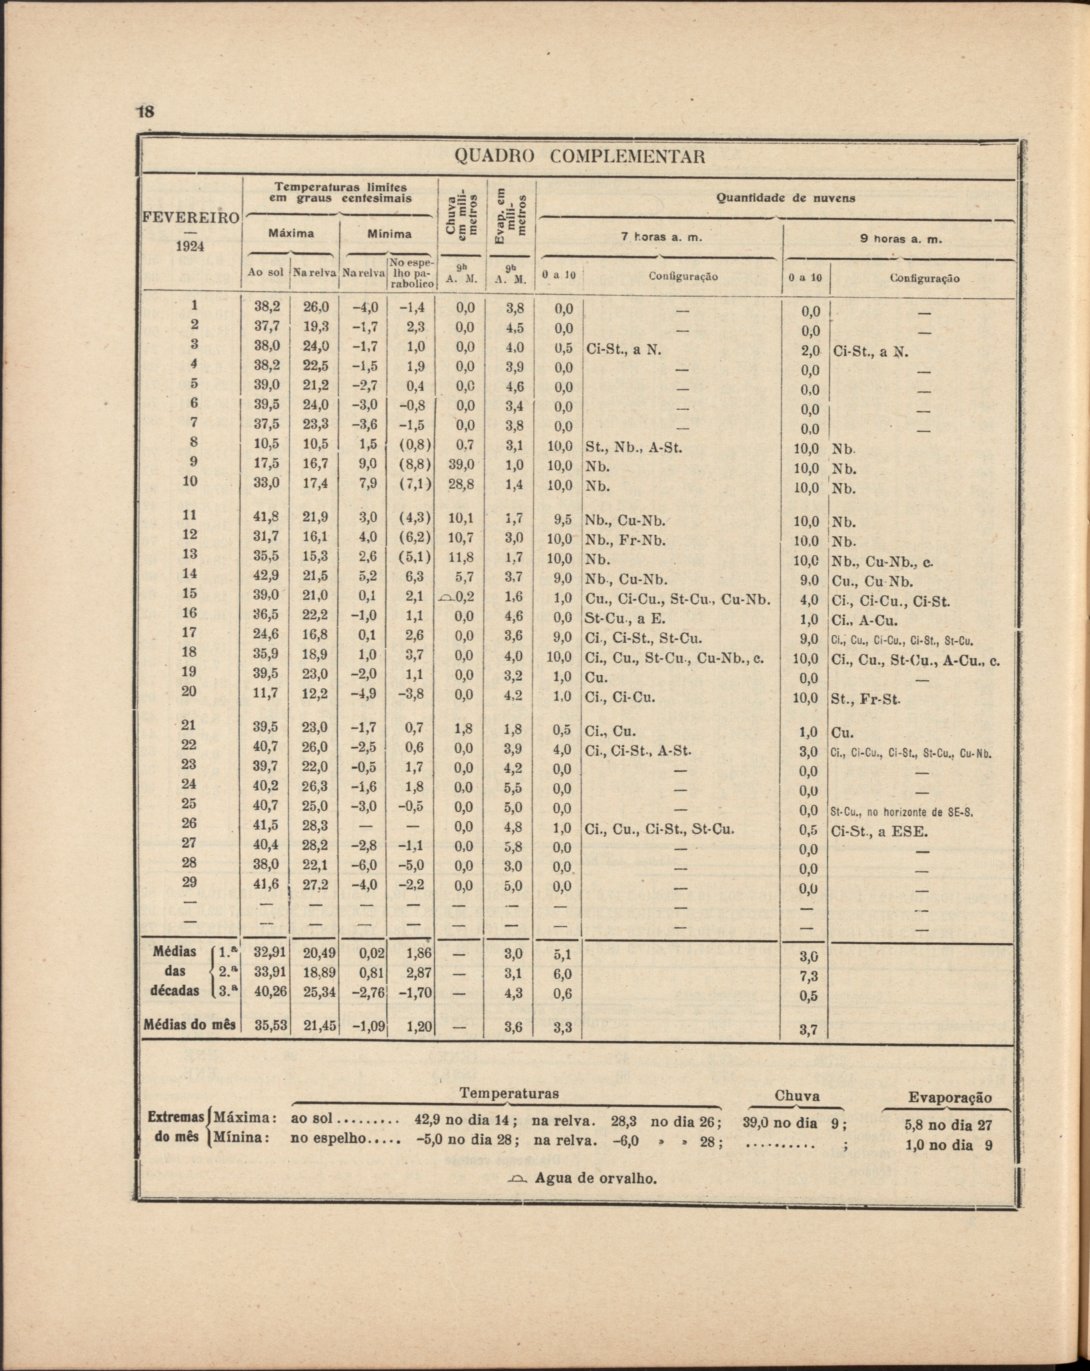 18
QUADRO COMPLEMENTAR
FEVEREIRO — 1924
Temperaturas limites em graus centesimais
Chuva em milimetros
Evap. em milimetros
Quantidade de nuvens
Máxima Minima 7 horas a. m. 9 horas a. m.
Ao sol Na relva Na relva No espelho parabolico 9h A. M. 9h A. M. 0 a 10 Configuração 0 a 10 Configuração
1 38,2 26,0 –4,0 –1,4 0,0 3,8 0,0 — 0,0 —
2 37,7 19,3 –1,7 2,3 0,0 4,5 0,0 — 0,0 —
3 38,0 24,0 –1,7 1,0 0,0 4,0 0,5 Ci-St., a N. 2,0 Ci-St., a N.
4 38,2 22,5 –1,5 1,9 0,0 3,9 0,0 — 0,0 —
5 39,0 21,2 –2,7 0,4 0,0 4,6 0,0 — 0,0 —
6 39,5 24,0 –3,0 –0,8 0,0 3,4 0,0 — 0,0 —
7 37,5 23,3 –3,6 –1,5 0,0 3,8 0,0 — 0,0 —
8 10,5 10,5 1,5 (0,8) 0,7 3,1 10,0 St., Nb., A-St. 10,0 Nb.
9 17,5 16,7 9,0 (8,8) 39,0 1,0 10,0 Nb. 10,0 Nb.
10 33,0 17,4 7,9 (7,1) 28,8 1,4 10,0 Nb. 10,0 Nb.
11 41,8 21,9 3,0 (4,3) 10,1 1,7 9,5 Nb., Cu-Nb. 10,0 Nb.
12 31,7 16,1 4,0 (6,2) 10,7 3,0 10,0 Nb., Fr-Nb. 10,0 Nb.
13 35,5 15,3 2,6 (5,1) 11,8 1,7 10,0 Nb. 10,0 Nb., Cu-Nb., c.
14 42,9 21,5 5,2 6,3 5,7 3,7 9,0 Nb., Cu-Nb. 9,0 Cu., Cu Nb.
15 39,0 21,0 0,1 2,1 ⌓0,2 1,6 1,0 Cu., Ci-Cu., St-Cu., Cu-Nb. 4,0 Ci., Ci-Cu., Ci-St.
16 36,5 22,2 –1,0 1,1 0,0 4,6 0,0 St-Cu., a E. 1,0 Ci., A-Cu.
17 24,6 16,8 0,1 2,6 0,0 3,6 9,0 Ci., Ci-St., St-Cu. 9,0 Ci., Cu., Ci-Cu., Ci-St., St-Cu.
18 35,9 18,9 1,0 3,7 0,0 4,0 10,0 Ci., Cu., St-Cu., Cu-Nb., c. 10,0 Ci., Cu., St-Cu., A-Cu., c.
19 39,5 23,0 –2,0 1,1 0,0 3,2 1,0 Cu. 0,0 —
20 11,7 12,2 –4,9 –3,8 0,0 4,2 1,0 Ci., Ci-Cu. 10,0 St., Fr-St.
21 39,5 23,0 –1,7 0,7 1,8 1,8 0,5 Ci., Cu. 1,0 Cu.
22 40,7 26,0 –2,5 0,6 0,0 3,9 4,0 Ci., Ci-St., A-St. 3,0 Ci., Ci-Cu., Ci-St., St-Cu., Cu-Nb.
23 39,7 22,0 –0,5 1,7 0,0 4,2 0,0 — 0,0 —
24 40,2 26,3 –1,6 1,8 0,0 5,5 0,0 — 0,0 —
25 40,7 25,0 –3,0 –0,5 0,0 5,0 0,0 — 0,0 St-Cu., no horizonte de SE-S.
26 41,5 28,3 — — 0,0 4,8 1,0 Ci., Cu., Ci-St., St-Cu. 0,5 Ci-St., a ESE.
27 40,4 28,2 –2,8 –1,1 0,0 5,8 0,0 — 0,0 —
28 38,0 22,1 –6,0 –5,0 0,0 3,0 0,0 — 0,0 —
29 41,6 27,2 –4,0 –2,2 0,0 5,0 0,0 — 0,0 —
— — — — — — — — — — —
— — — — — — — — — — —
Médias 1.ª 32,91 20,49 0,02 1,86 — 3,0 5,1 3,0
das 2.ª 33,91 18,89 0,81 2,87 — 3,1 6,0 7,3
décadas 3.ª 40,26 25,34 –2,76 –1,70 — 4,3 0,6 0,5
Médias do mês 35,53 21,45 –1,09 1,20 — 3,6 3,3 3,7
Temperaturas Chuva Evaporação
Extremas Máxima: ao sol......... 42,9 no dia 14; na relva. 28,3 no dia 26; 39,0 no dia 9; 5,8 no dia 27
do mês Mínina: no espelho..... –5,0 no dia 28; na relva. –6,0 » » 28; .......... ; 1,0 no dia 9
⌓ Agua de orvalho.